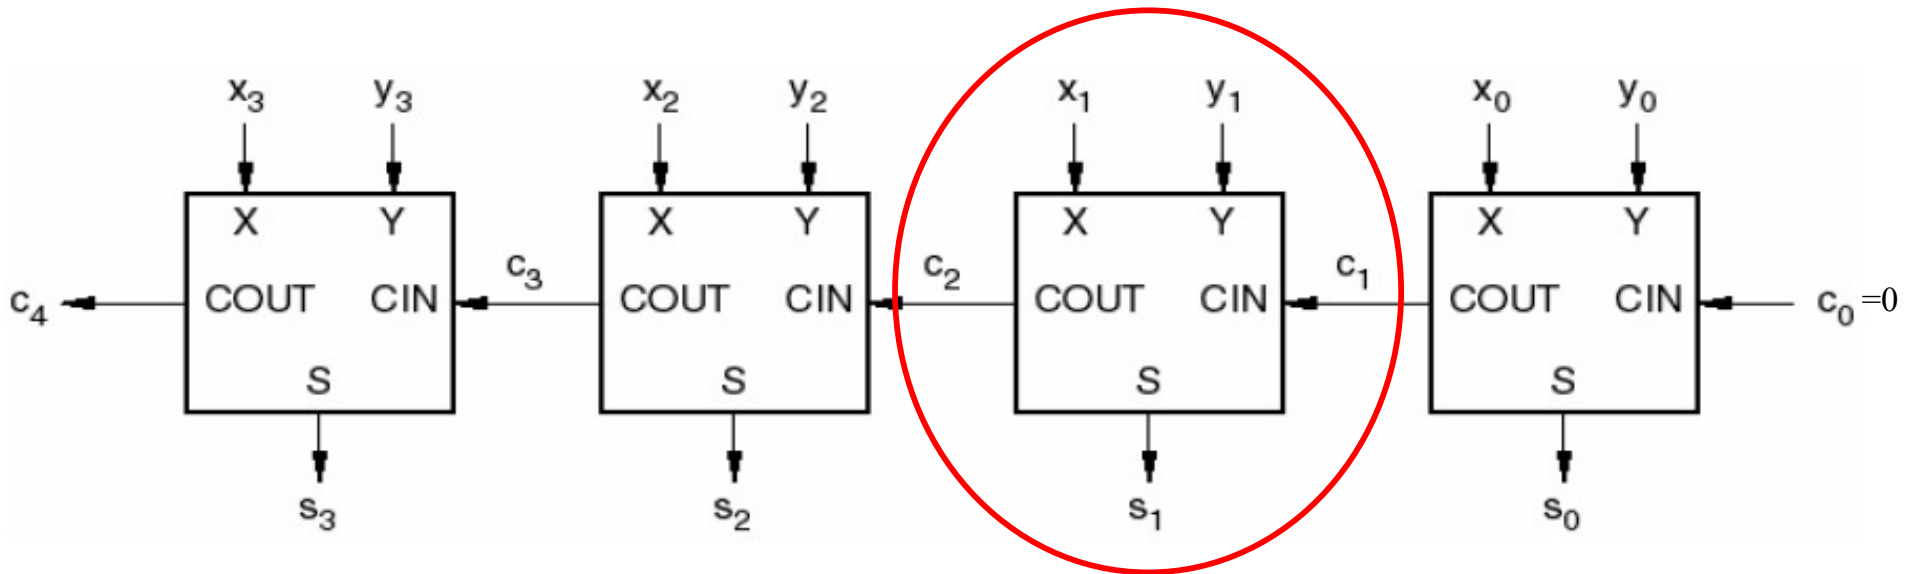 x₃ y₃ x₂ y₂ x₁ y₁ x₀ y₀
X Y X Y X Y X Y
c₄ COUT CIN c₃ COUT CIN c₂ COUT CIN c₁ COUT CIN c₀ =0
S S S S
s₃ s₂ s₁ s₀